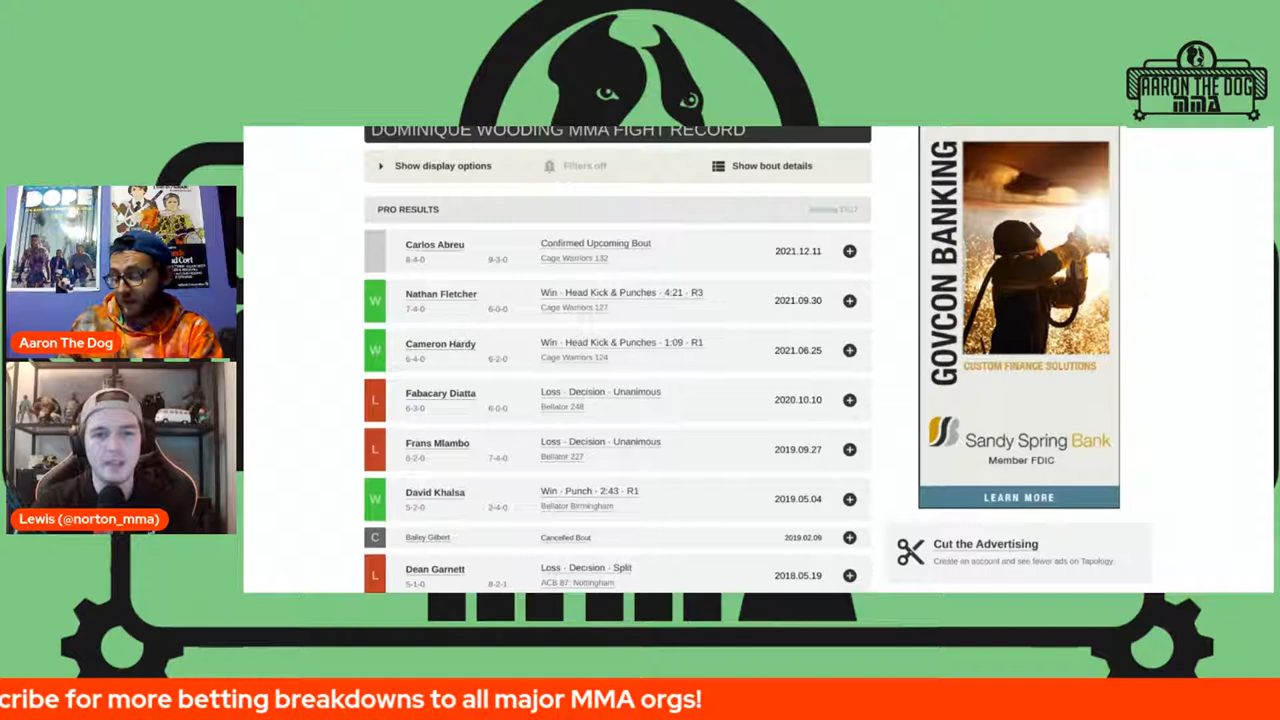 AARON THE DOG
MMA
DOMINIQUE WOODING MMA FIGHT RECORD
Show display options
Filters off
Show bout details
PRO RESULTS
Carlos Abreu
Confirmed Upcoming Bout
8-4-0
9-3-0
Cage Warriors 132
2021.12.11
W
Nathan Fletcher
Win · Head Kick & Punches · 4:21 · R3
7-4-0
6-0-0
Cage Warriors 127
2021.09.30
W
Cameron Hardy
Win · Head Kick & Punches · 1:09 · R1
6-4-0
6-2-0
Cage Warriors 124
2021.06.25
L
Fabacary Diatta
Loss · Decision · Unanimous
6-3-0
6-0-0
Bellator 248
2020.10.10
L
Frans Mlambo
Loss · Decision · Unanimous
6-2-0
7-4-0
Bellator 227
2019.09.27
W
David Khalsa
Win · Punch · 2:43 · R1
5-2-0
2-4-0
Bellator Birmingham
2019.05.04
C
Bailey Gilbert
Cancelled Bout
2019.02.09
L
Dean Garnett
Loss · Decision · Split
5-1-0
8-2-1
ACB 87: Nottingham
2018.05.19
GOVCON BANKING
CUSTOM FINANCE SOLUTIONS
Sandy Spring Bank
Member FDIC
LEARN MORE
Cut the Advertising
Create an account and see fewer ads on Tapology.
DOPE
Aaron The Dog
Lewis (@norton_mma)
cribe for more betting breakdowns to all major MMA orgs!